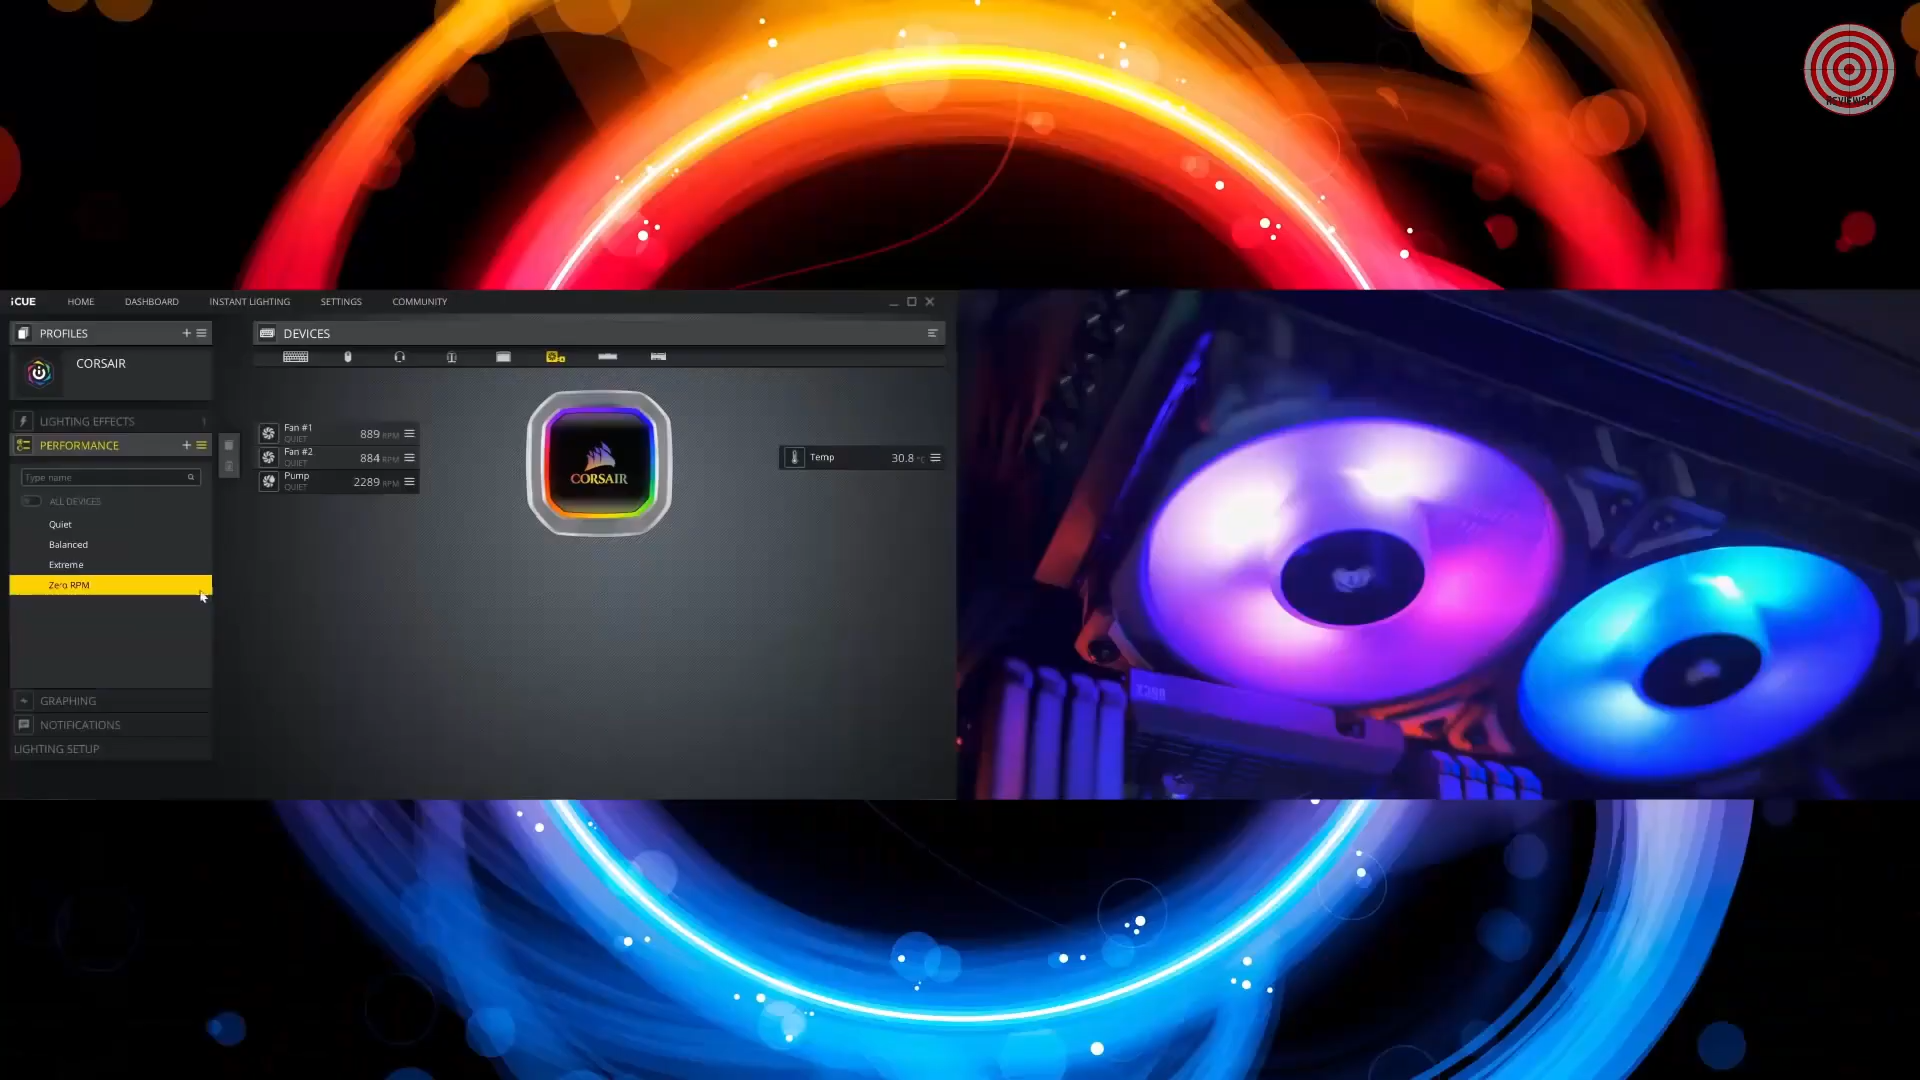 iCUE HOME DASHBOARD INSTANT LIGHTING SETTINGS COMMUNITY
PROFILES
CORSAIR
LIGHTING EFFECTS
PERFORMANCE
Type name
ALL DEVICES
Quiet
Balanced
Extreme
Zero RPM
GRAPHING
NOTIFICATIONS
LIGHTING SETUP
DEVICES
Fan #1 889 RPM
QUIET
Fan #2 884 RPM
QUIET
Pump 2289 RPM
QUIET
CORSAIR
Temp 30.8 °C